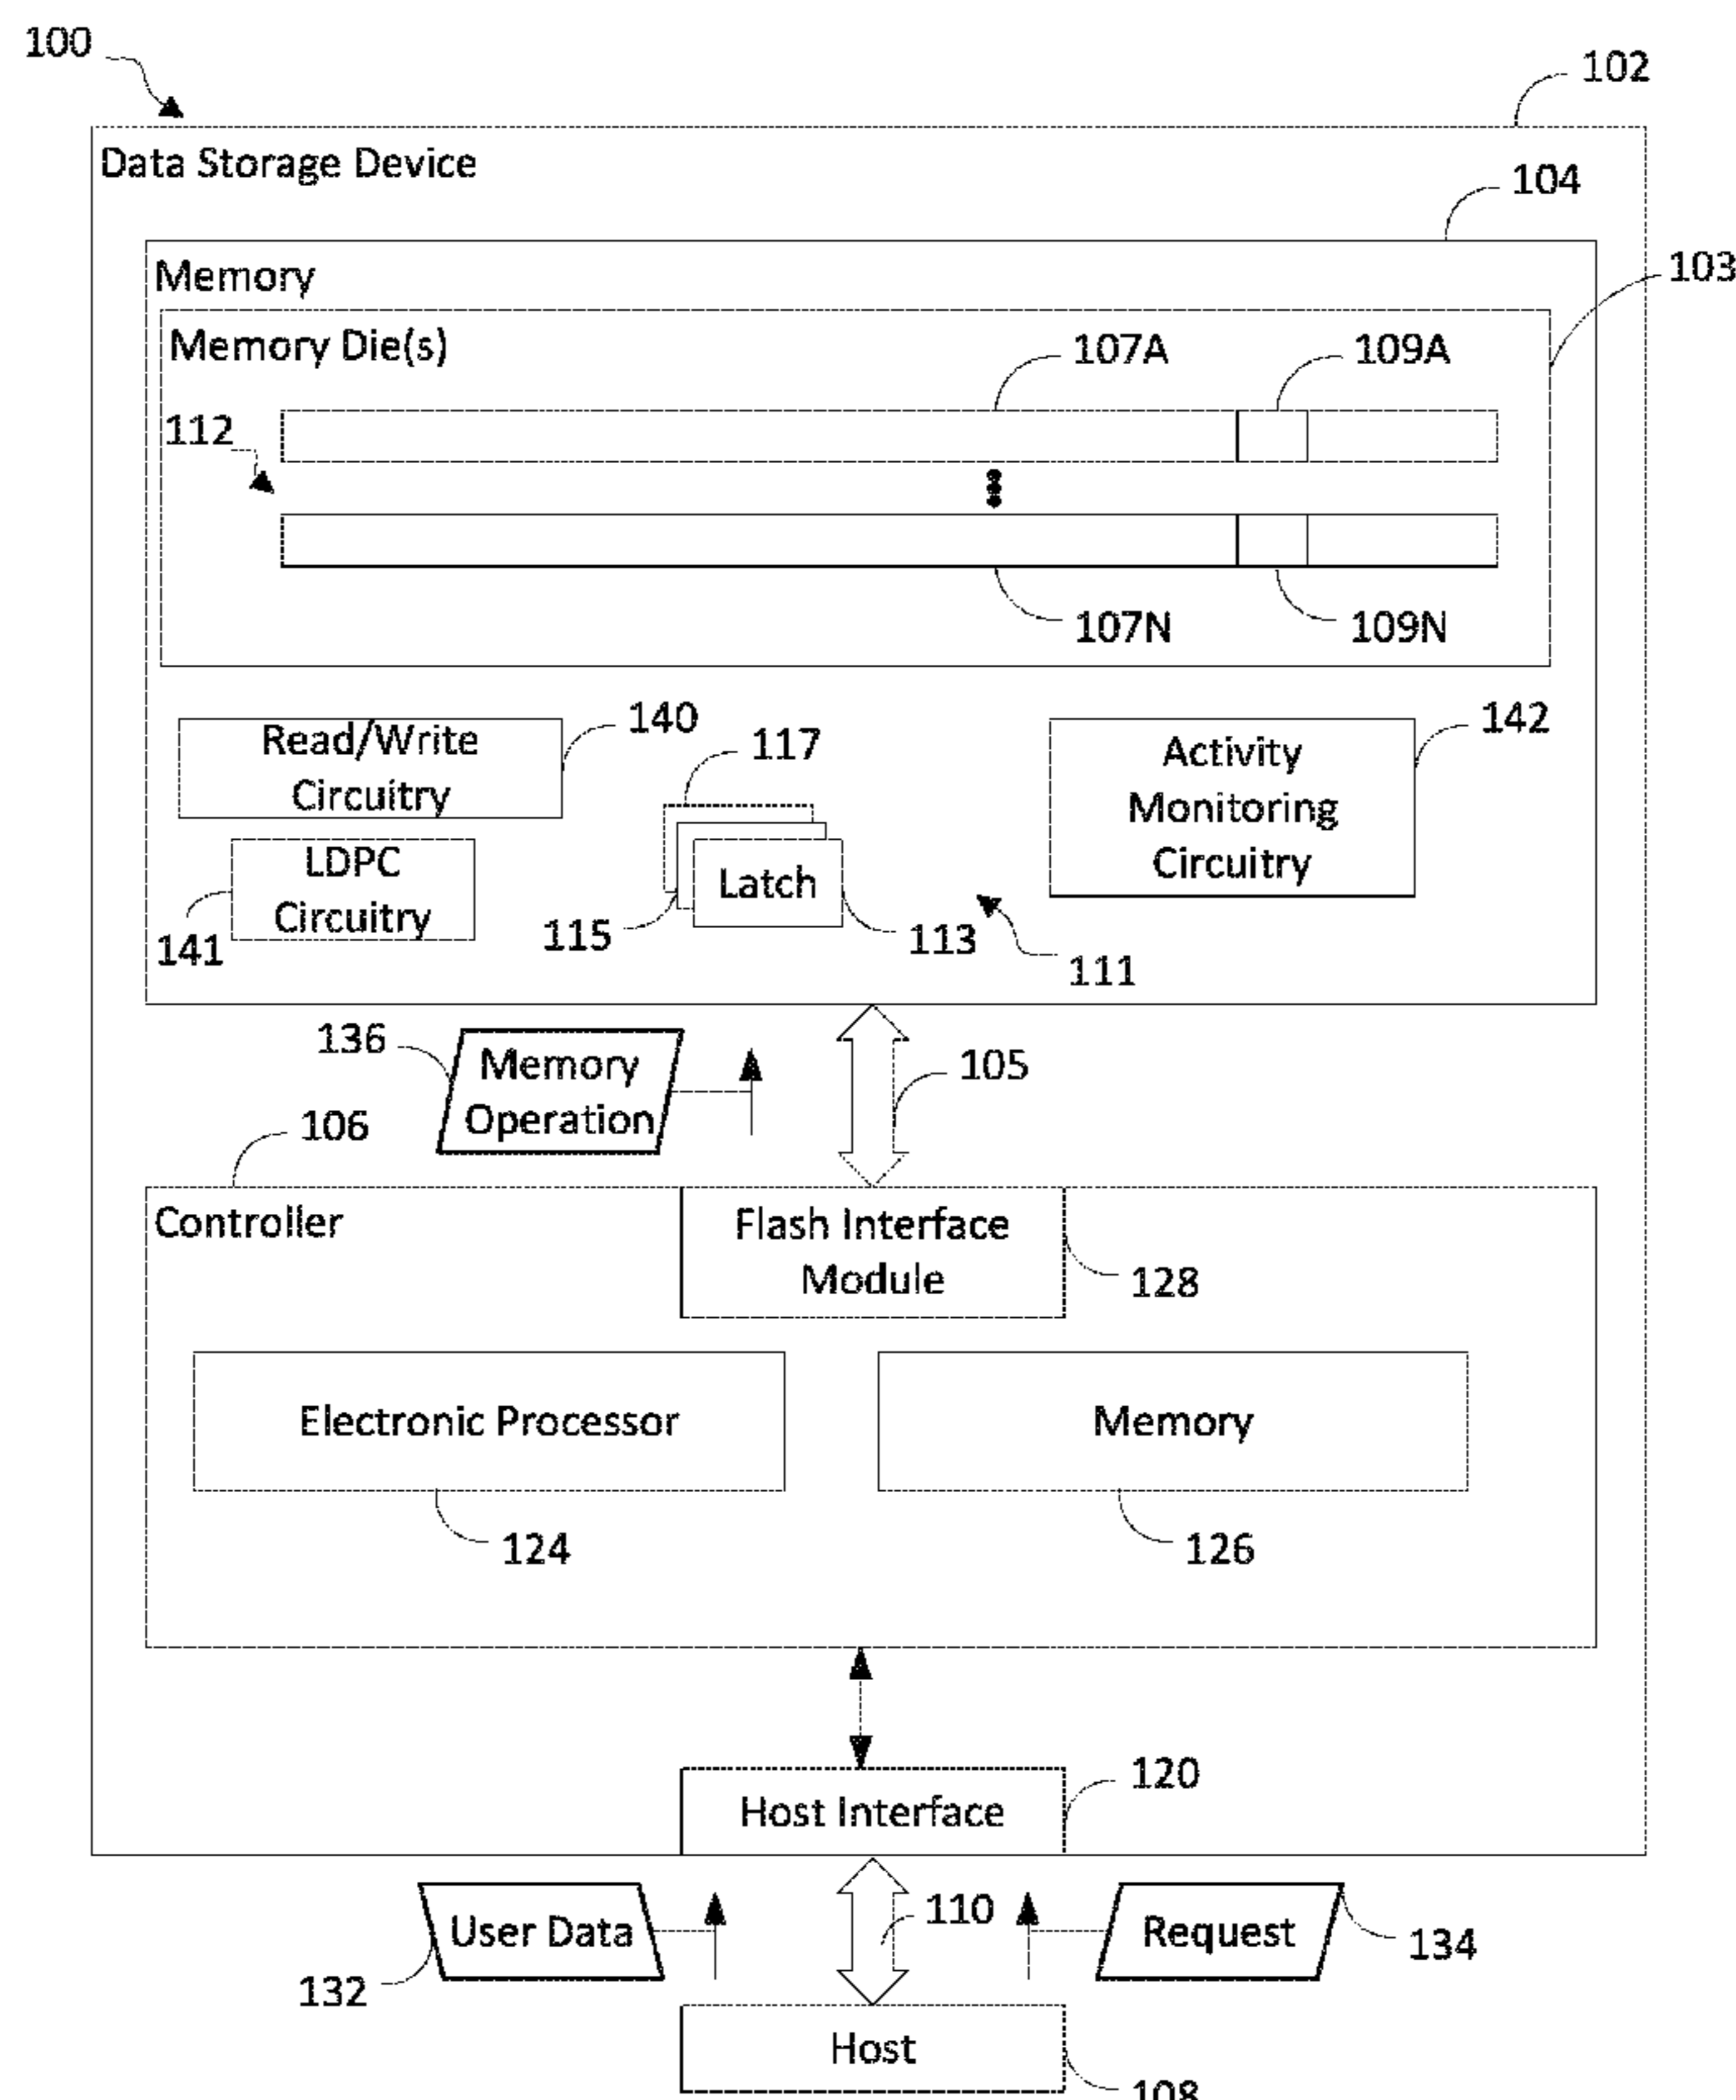 100
102
Data Storage Device
104
Memory
103
Memory Die(s)
107A
109A
112
107N
109N
Read/Write
Circuitry
140
117
Activity
Monitoring
Circuitry
142
LDPC
Circuitry
141
Latch
115
113
111
136
Memory
Operation
105
106
Controller
Flash Interface
Module
128
Electronic Processor
Memory
124
126
120
Host Interface
User Data
110
Request
134
132
Host
108